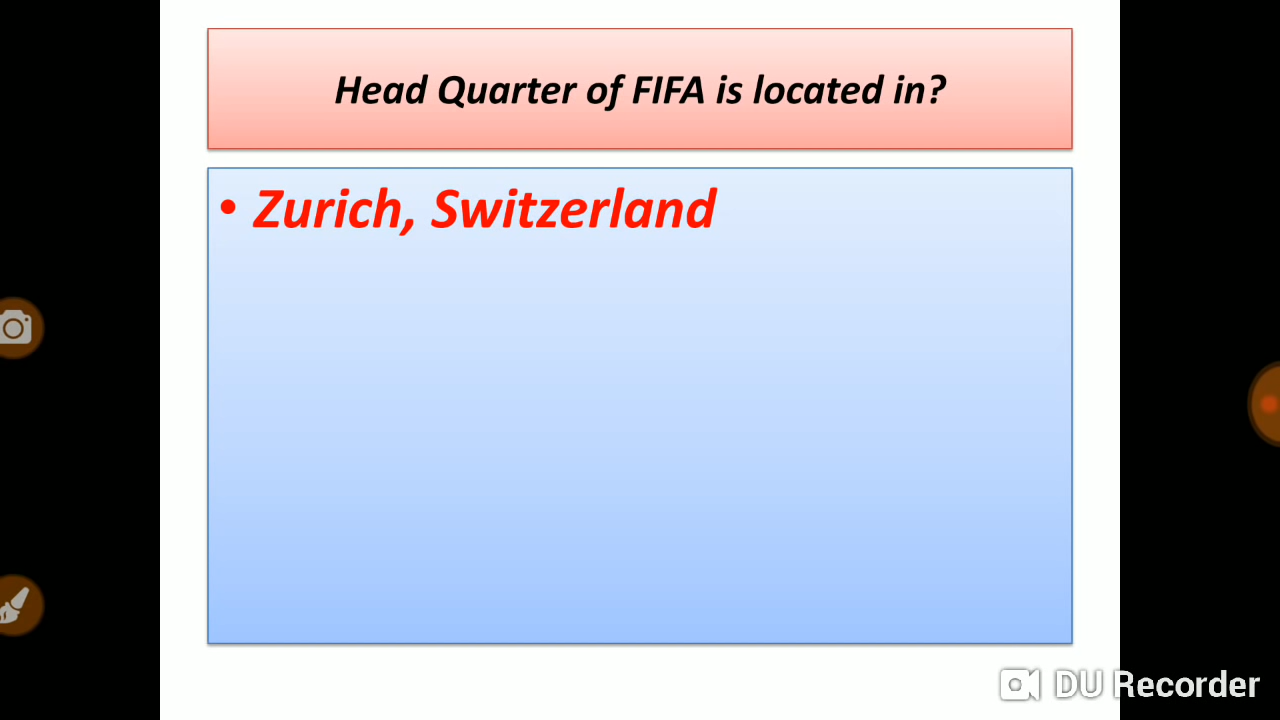 Head Quarter of FIFA is located in?
• Zurich, Switzerland
DU Recorder